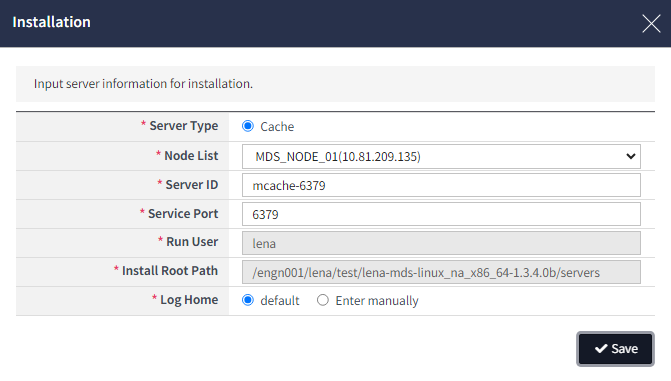 Installation
Input server information for installation.
* Server Type Cache
* Node List MDS_NODE_01(10.81.209.135)
* Server ID mcache-6379
* Service Port 6379
* Run User lena
* Install Root Path /engn001/lena/test/lena-mds-linux_na_x86_64-1.3.4.0b/servers
* Log Home default Enter manually
Save